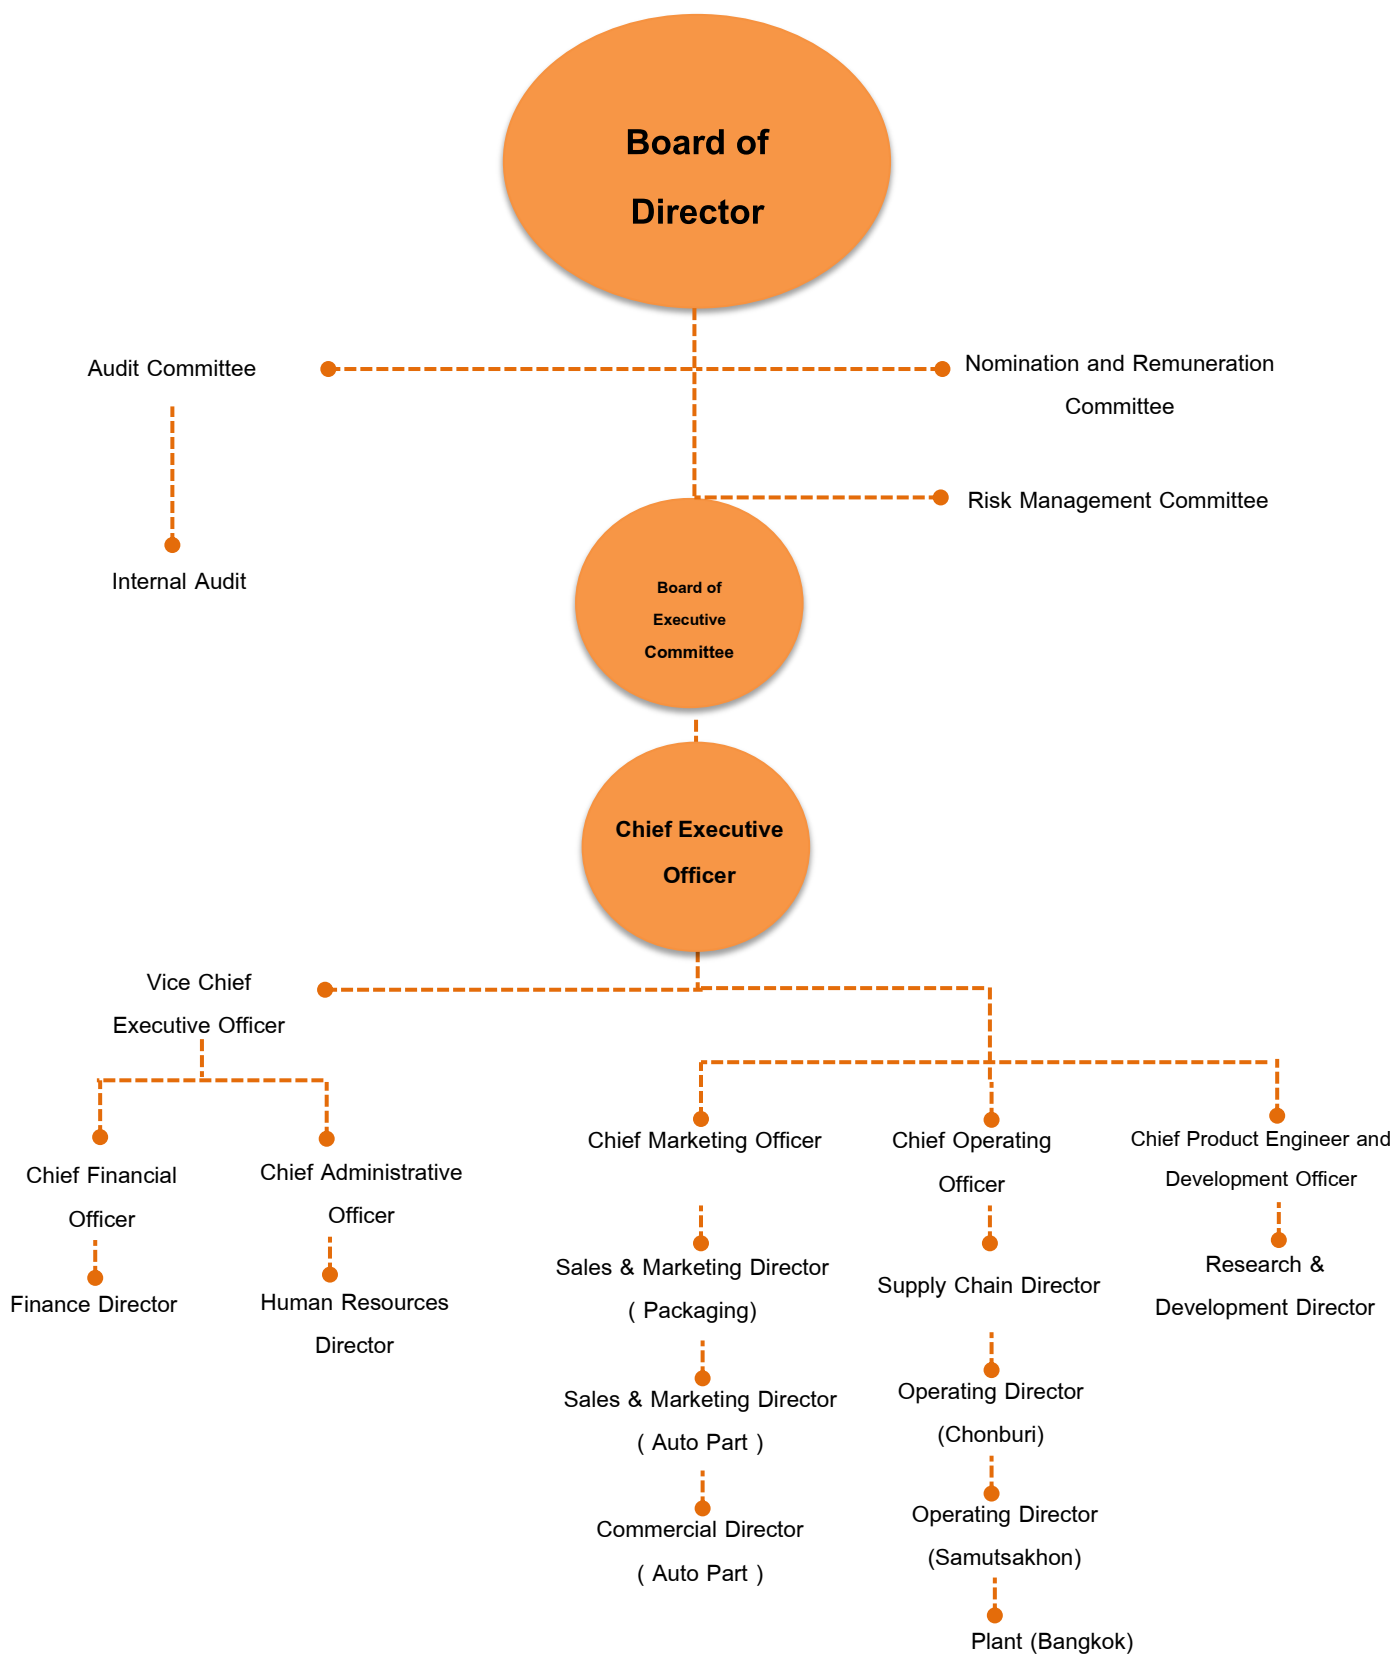 Board of
Director
Audit Committee
Nomination and Remuneration
Committee
Risk Management Committee
Internal Audit
Board of
Executive
Committee
Chief Executive
Officer
Vice Chief
Executive Officer
Chief Financial
Officer
Finance Director
Chief Administrative
Officer
Human Resources
Director
Chief Marketing Officer
Sales & Marketing Director
( Packaging)
Sales & Marketing Director
( Auto Part )
Commercial Director
( Auto Part )
Chief Operating
Officer
Supply Chain Director
Operating Director
(Chonburi)
Operating Director
(Samutsakhon)
Plant (Bangkok)
Chief Product Engineer and
Development Officer
Research &
Development Director